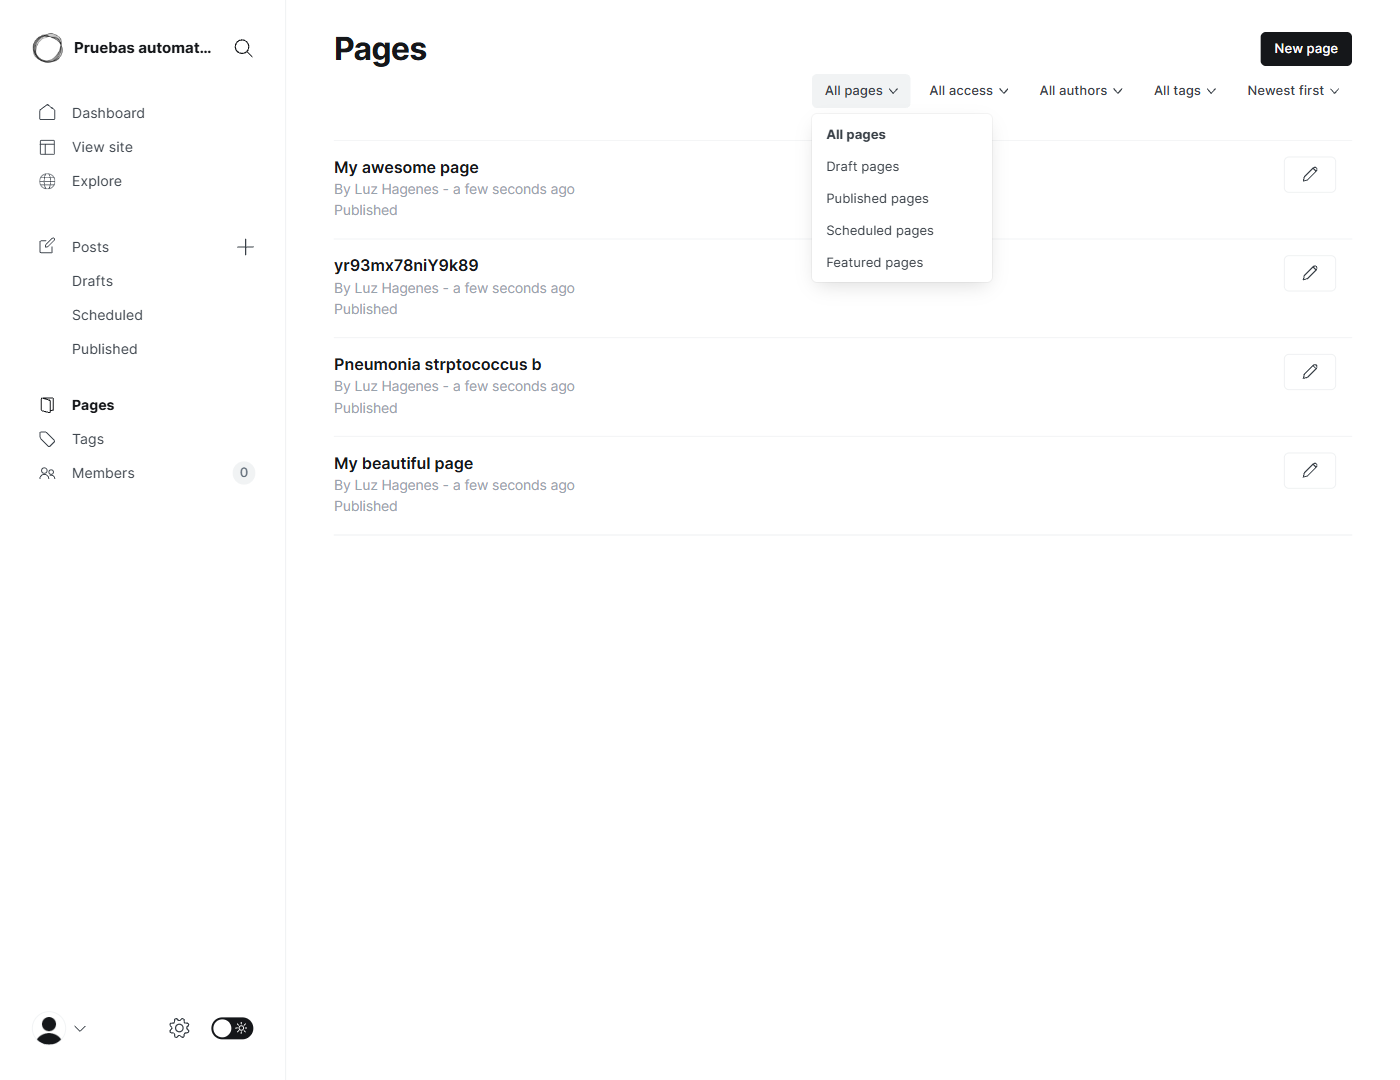 Pruebas automat...
Dashboard
View site
Explore
Posts
Drafts
Scheduled
Published
Pages
Tags
Members
0
Pages
New page
All pages
All access
All authors
All tags
Newest first
All pages
Draft pages
Published pages
Scheduled pages
Featured pages
My awesome page
By Luz Hagenes - a few seconds ago
Published
yr93mx78niY9k89
By Luz Hagenes - a few seconds ago
Published
Pneumonia strptococcus b
By Luz Hagenes - a few seconds ago
Published
My beautiful page
By Luz Hagenes - a few seconds ago
Published